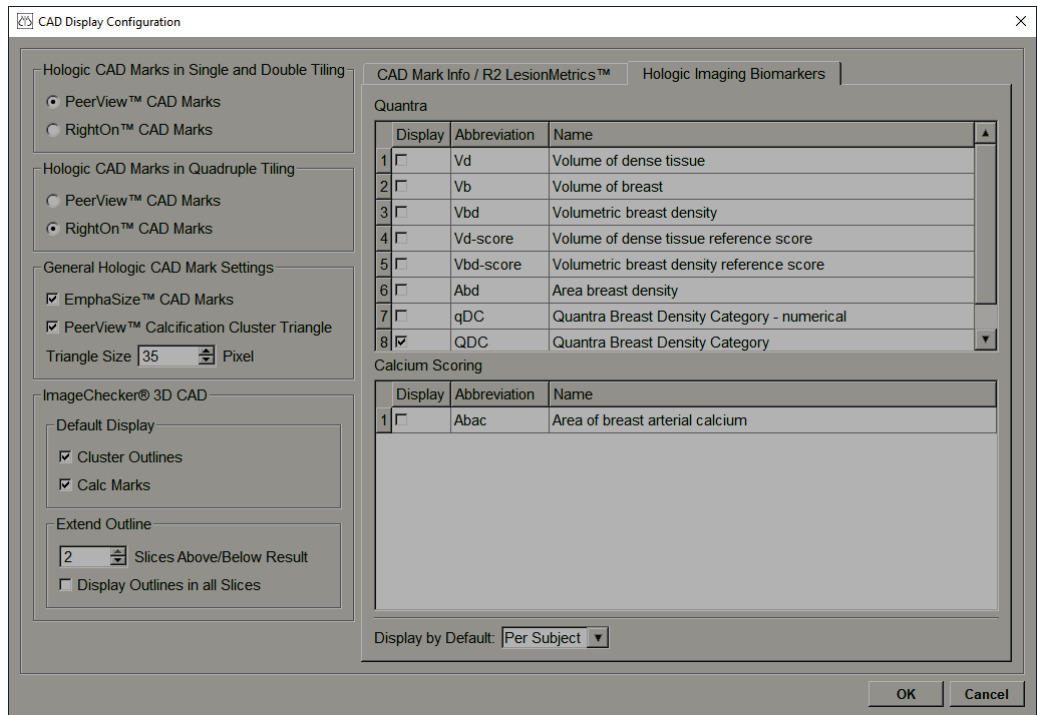 CAD Display Configuration
Hologic CAD Marks in Single and Double Tiling
PeerView™ CAD Marks
RightOn™ CAD Marks
Hologic CAD Marks in Quadruple Tiling
PeerView™ CAD Marks
RightOn™ CAD Marks
General Hologic CAD Mark Settings
EmphaSize™ CAD Marks
PeerView™ Calcification Cluster Triangle
Triangle Size 35 Pixel
ImageChecker® 3D CAD
Default Display
Cluster Outlines
Calc Marks
Extend Outline
2 Slices Above/Below Result
Display Outlines in all Slices
CAD Mark Info / R2 LesionMetrics™ Hologic Imaging Biomarkers
Quantra
Display Abbreviation Name
1 Vd Volume of dense tissue
2 Vb Volume of breast
3 Vbd Volumetric breast density
4 Vd-score Volume of dense tissue reference score
5 Vbd-score Volumetric breast density reference score
6 Abd Area breast density
7 qDC Quantra Breast Density Category - numerical
8 QDC Quantra Breast Density Category
Calcium Scoring
Display Abbreviation Name
1 Abac Area of breast arterial calcium
Display by Default: Per Subject
OK Cancel